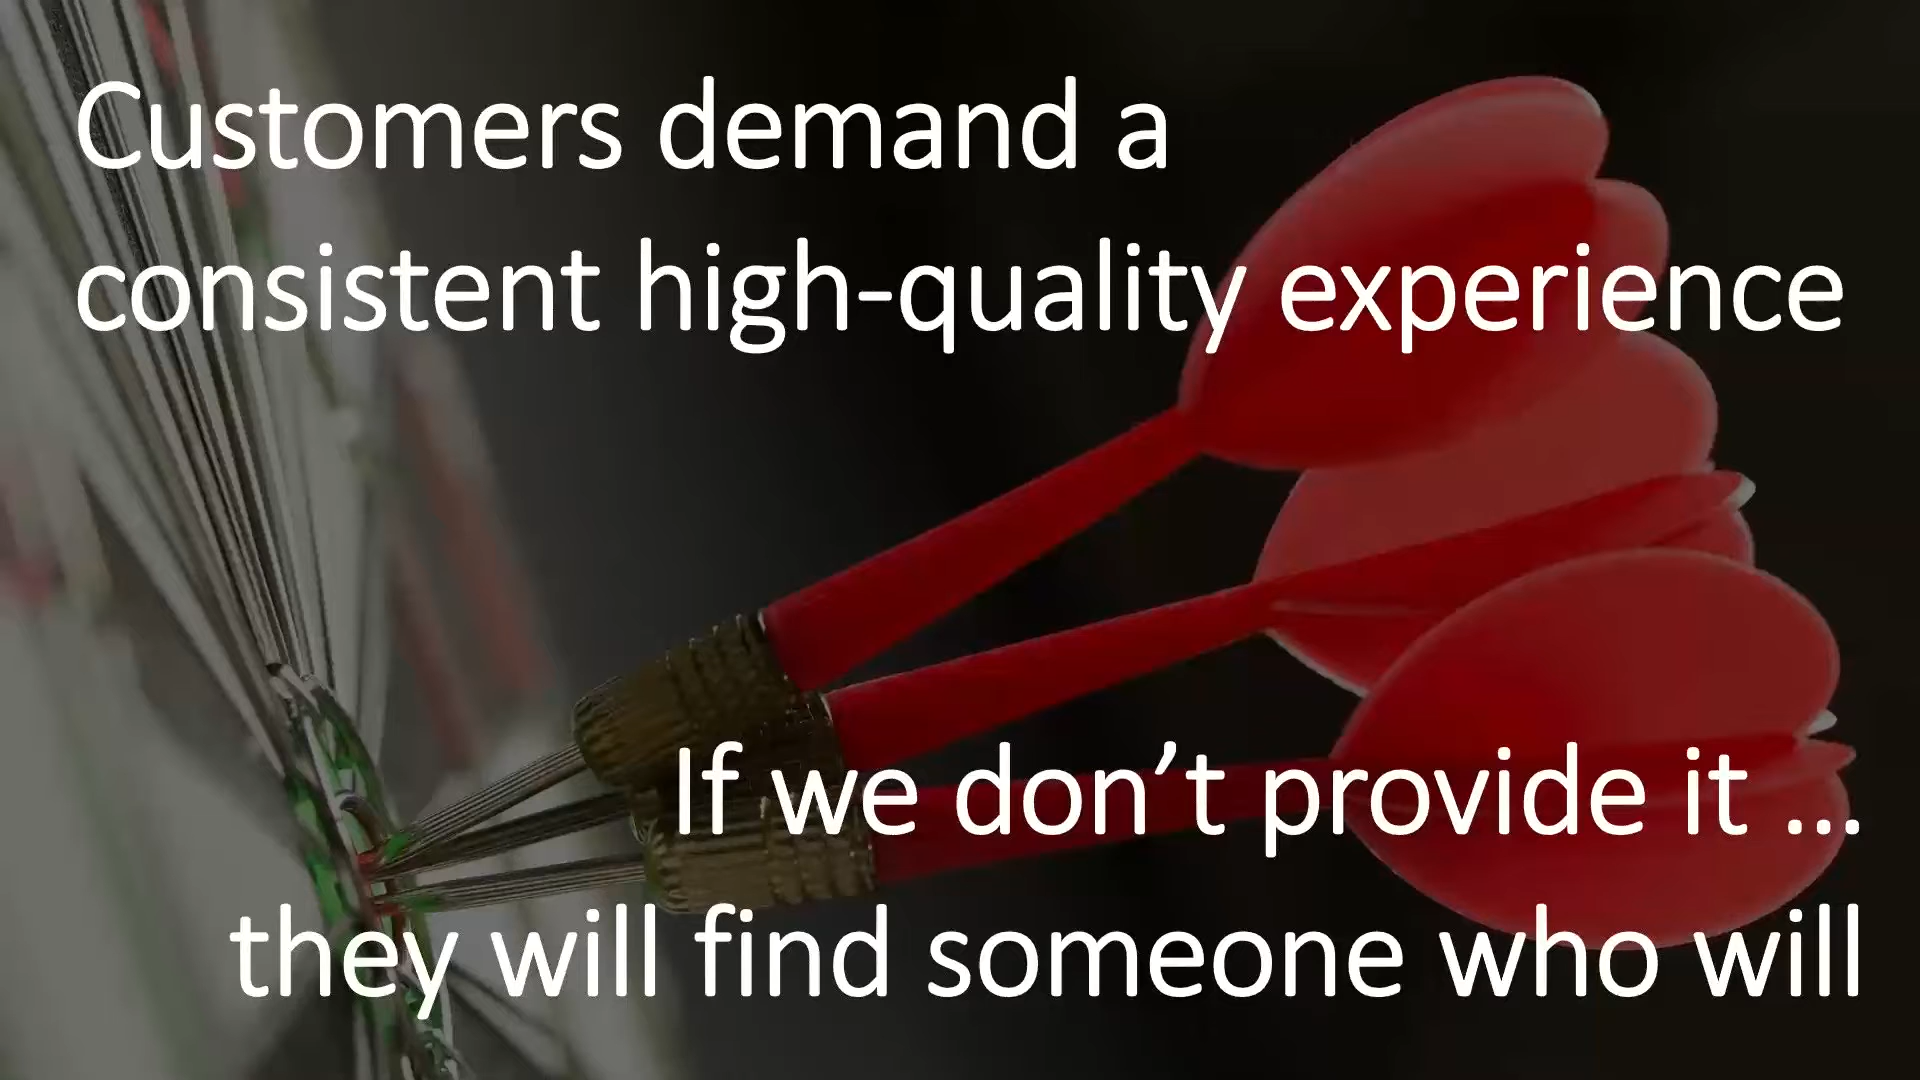 Customers demand a
consistent high-quality experience
If we don’t provide it ...
they will find someone who will